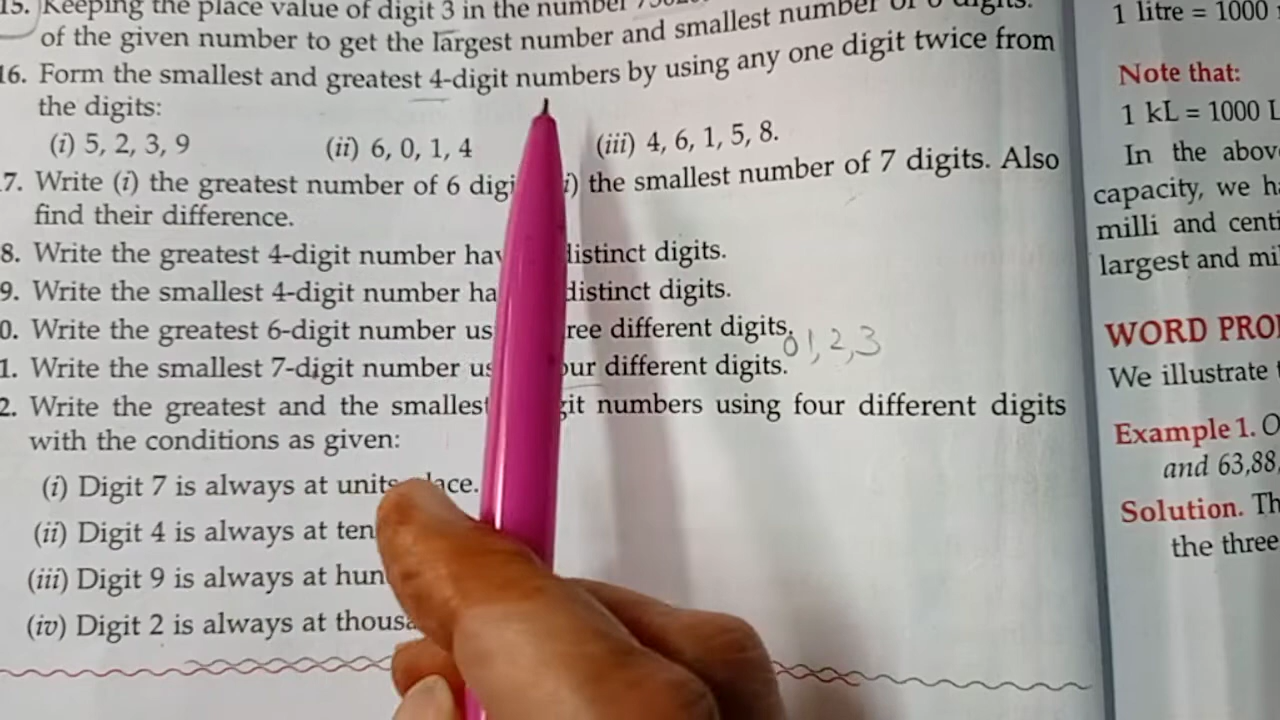 15. Keeping the place value of digit 3 in the number
of the given number to get the largest number and smallest number of 6 digits.
16. Form the smallest and greatest 4-digit numbers by using any one digit twice from
the digits:
(i) 5, 2, 3, 9 (ii) 6, 0, 1, 4 (iii) 4, 6, 1, 5, 8.
7. Write (i) the greatest number of 6 digi i) the smallest number of 7 digits. Also
find their difference.
8. Write the greatest 4-digit number hav distinct digits.
9. Write the smallest 4-digit number ha distinct digits.
0. Write the greatest 6-digit number us ree different digits.
0 1, 2, 3
1. Write the smallest 7-digit number us our different digits.
2. Write the greatest and the smallest git numbers using four different digits
with the conditions as given:
(i) Digit 7 is always at units place.
(ii) Digit 4 is always at ten
(iii) Digit 9 is always at hun
(iv) Digit 2 is always at thousa
1 litre = 1000
Note that:
1 kL = 1000 L
In the abov
capacity, we ha
milli and centi
largest and mi
WORD PRO
We illustrate
Example 1. O
and 63,88,
Solution. Th
the three